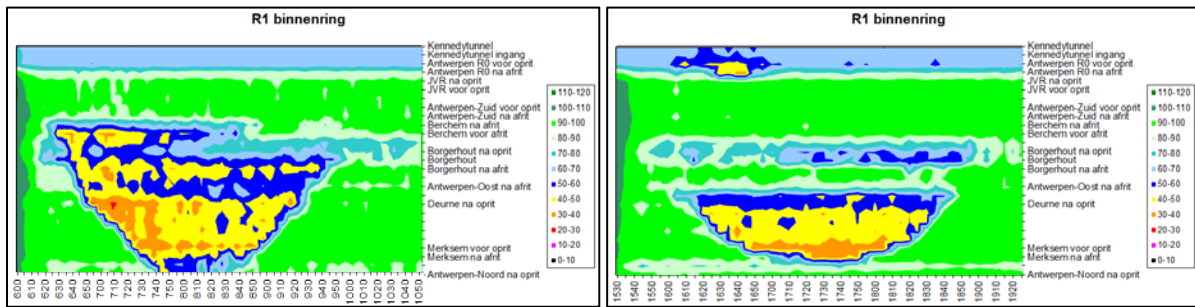 R1 binnenring
Kennedytunnel
Kennedytunnel ingang
Antwerpen R0 voor oprit
Antwerpen R0 na afrit
JVR na oprit
JVR voor oprit
Antwerpen-Zuid voor oprit
Antwerpen-Zuid na afrit
Berchem na afrit
Berchem voor afrit
Borgerhout na oprit
Borgerhout
Borgerhout na afrit
Antwerpen-Oost na afrit
Deurne na oprit
Merksem voor oprit
Merksem na afrit
Antwerpen-Noord na oprit
110-120
100-110
90-100
80-90
70-80
60-70
50-60
40-50
30-40
20-30
10-20
0-10
600 610 620 630 640 650 700 710 720 730 740 750 800 810 820 830 840 850 900 910 920 930 940 950 1000 1010 1020 1030 1040 1050
R1 binnenring
Kennedytunnel
Kennedytunnel ingang
Antwerpen R0 voor oprit
Antwerpen R0 na afrit
JVR na oprit
JVR voor oprit
Antwerpen-Zuid voor oprit
Antwerpen-Zuid na afrit
Berchem na afrit
Berchem voor afrit
Borgerhout na oprit
Borgerhout
Borgerhout na afrit
Antwerpen-Oost na afrit
Deurne na oprit
Merksem voor oprit
Merksem na afrit
Antwerpen-Noord na oprit
110-120
100-110
90-100
80-90
70-80
60-70
50-60
40-50
30-40
20-30
10-20
0-10
1530 1540 1550 1600 1610 1620 1630 1640 1650 1700 1710 1720 1730 1740 1750 1800 1810 1820 1830 1840 1850 1900 1910 1920